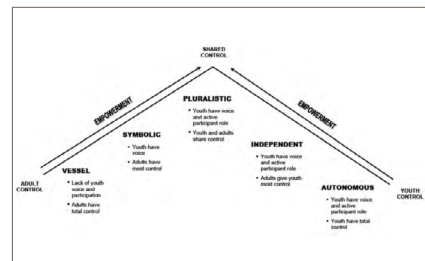 SHARED
CONTROL
EMPOWERMENT
EMPOWERMENT
PLURALISTIC
• Youth have voice
and active
participant role
• Youth and adults
share control
SYMBOLIC
• Youth have
voice
• Adults have
most control
INDEPENDENT
• Youth have voice
and active
participant role
• Adults give youth
most control
VESSEL
• Lack of youth
voice and
participation
• Adults have
total control
ADULT
CONTROL
AUTONOMOUS
• Youth have voice
and active
participant role
• Youth have total
control
YOUTH
CONTROL